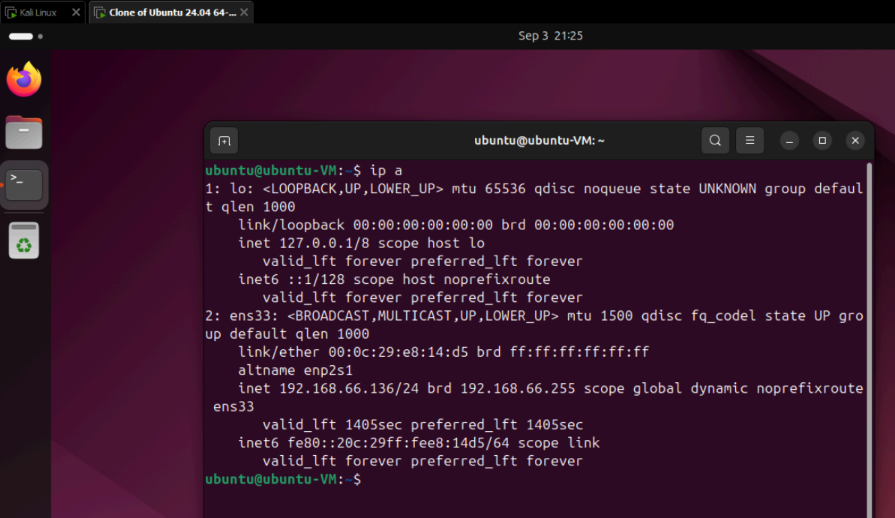 Kali Linux
Clone of Ubuntu 24.04 64-...
Sep 3 21:25
ubuntu@ubuntu-VM: ~
ubuntu@ubuntu-VM:~$ ip a
1: lo: <LOOPBACK,UP,LOWER_UP> mtu 65536 qdisc noqueue state UNKNOWN group defaul
t qlen 1000
    link/loopback 00:00:00:00:00:00 brd 00:00:00:00:00:00
    inet 127.0.0.1/8 scope host lo
       valid_lft forever preferred_lft forever
    inet6 ::1/128 scope host noprefixroute
       valid_lft forever preferred_lft forever
2: ens33: <BROADCAST,MULTICAST,UP,LOWER_UP> mtu 1500 qdisc fq_codel state UP gro
up default qlen 1000
    link/ether 00:0c:29:e8:14:d5 brd ff:ff:ff:ff:ff:ff
    altname enp2s1
    inet 192.168.66.136/24 brd 192.168.66.255 scope global dynamic noprefixroute
 ens33
       valid_lft 1405sec preferred_lft 1405sec
    inet6 fe80::20c:29ff:fee8:14d5/64 scope link
       valid_lft forever preferred_lft forever
ubuntu@ubuntu-VM:~$